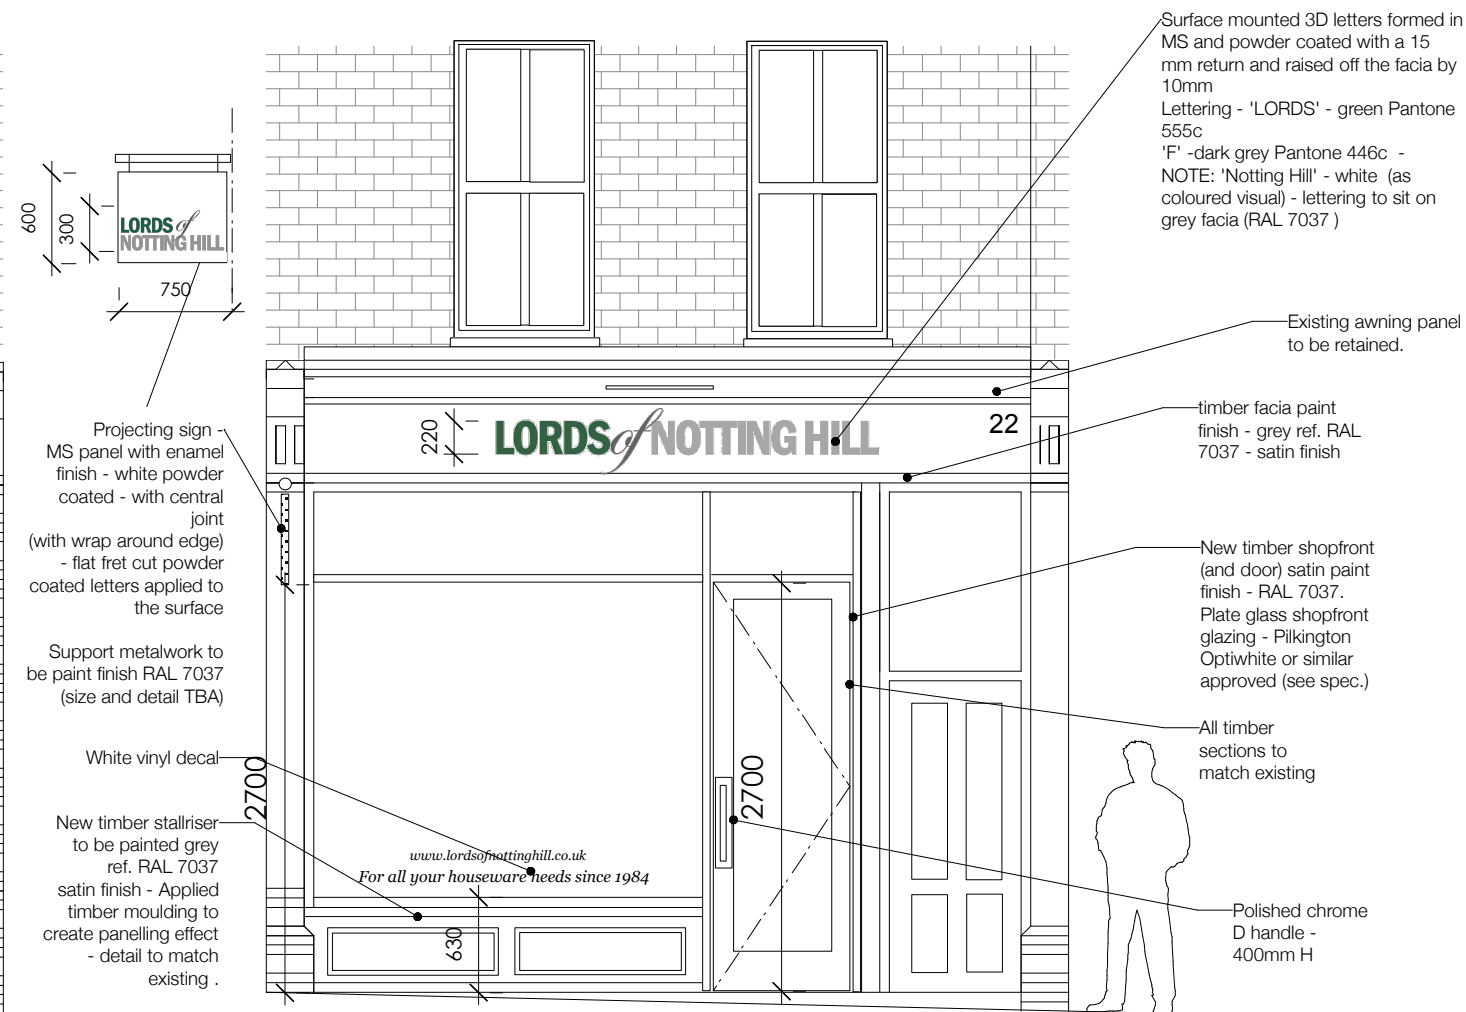 Surface mounted 3D letters formed in
MS and powder coated with a 15
mm return and raised off the facia by
10mm
Lettering - 'LORDS' - green Pantone
555c
'F' -dark grey Pantone 446c -
NOTE: 'Notting Hill' - white (as
coloured visual) - lettering to sit on
grey facia (RAL 7037 )
600
300
LORDS of
NOTTING HILL
750
Existing awning panel
to be retained.
timber facia paint
finish - grey ref. RAL
7037 - satin finish
220
LORDS of NOTTING HILL
22
Projecting sign -
MS panel with enamel
finish - white powder
coated - with central
joint
(with wrap around edge)
- flat fret cut powder
coated letters applied to
the surface
Support metalwork to
be paint finish RAL 7037
(size and detail TBA)
New timber shopfront
(and door) satin paint
finish - RAL 7037.
Plate glass shopfront
glazing - Pilkington
Optiwhite or similar
approved (see spec.)
All timber
sections to
match existing
White vinyl decal
2700
2700
New timber stallriser
to be painted grey
ref. RAL 7037
satin finish - Applied
timber moulding to
create panelling effect
- detail to match
existing .
www.lordsofnottinghill.co.uk
For all your houseware needs since 1984
630
Polished chrome
D handle -
400mm H